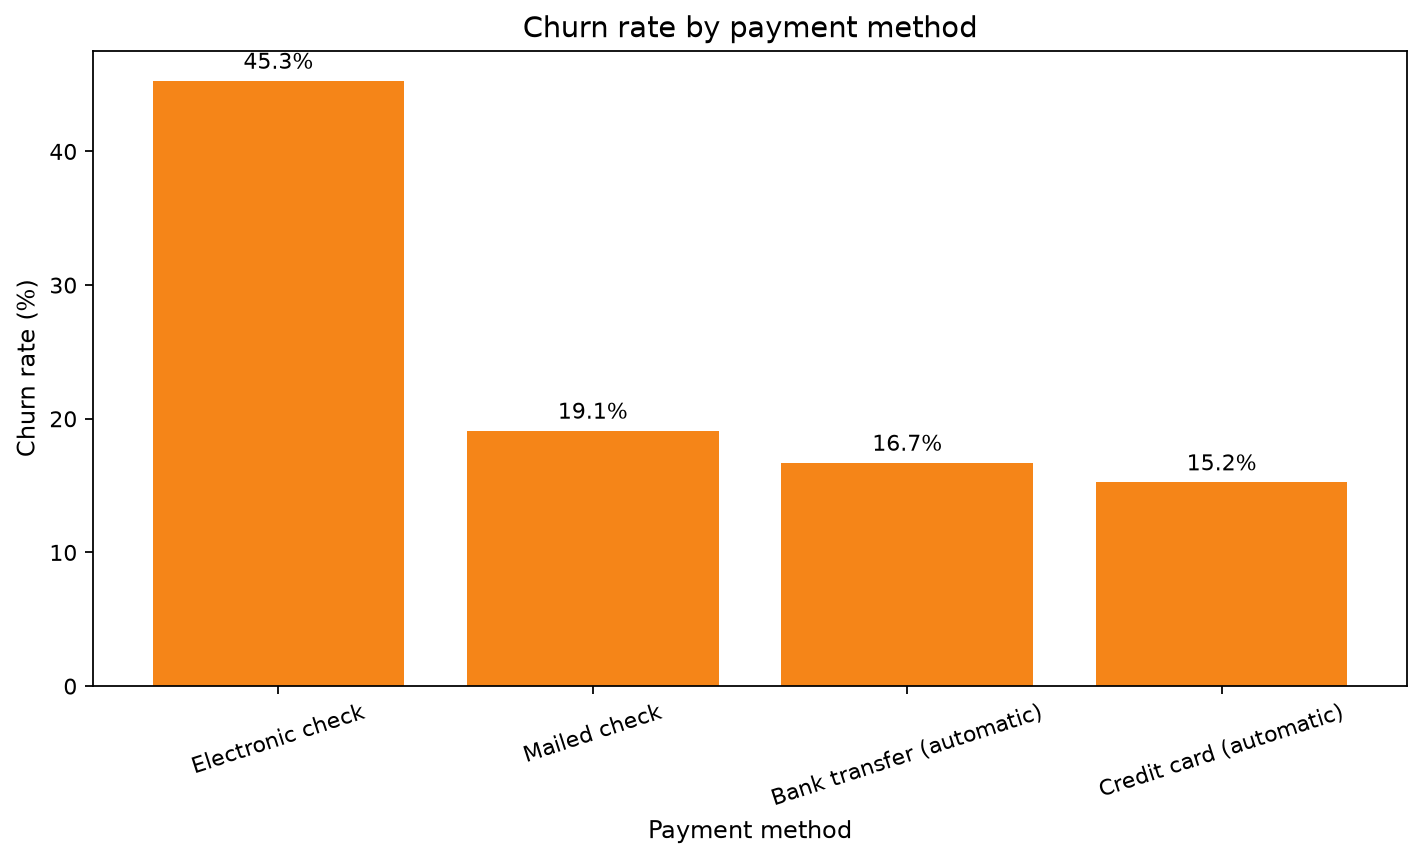 Churn rate by payment method
45.3%
19.1%
16.7%
15.2%
40
30
20
10
0
Churn rate (%)
Electronic check
Mailed check
Bank transfer (automatic)
Credit card (automatic)
Payment method